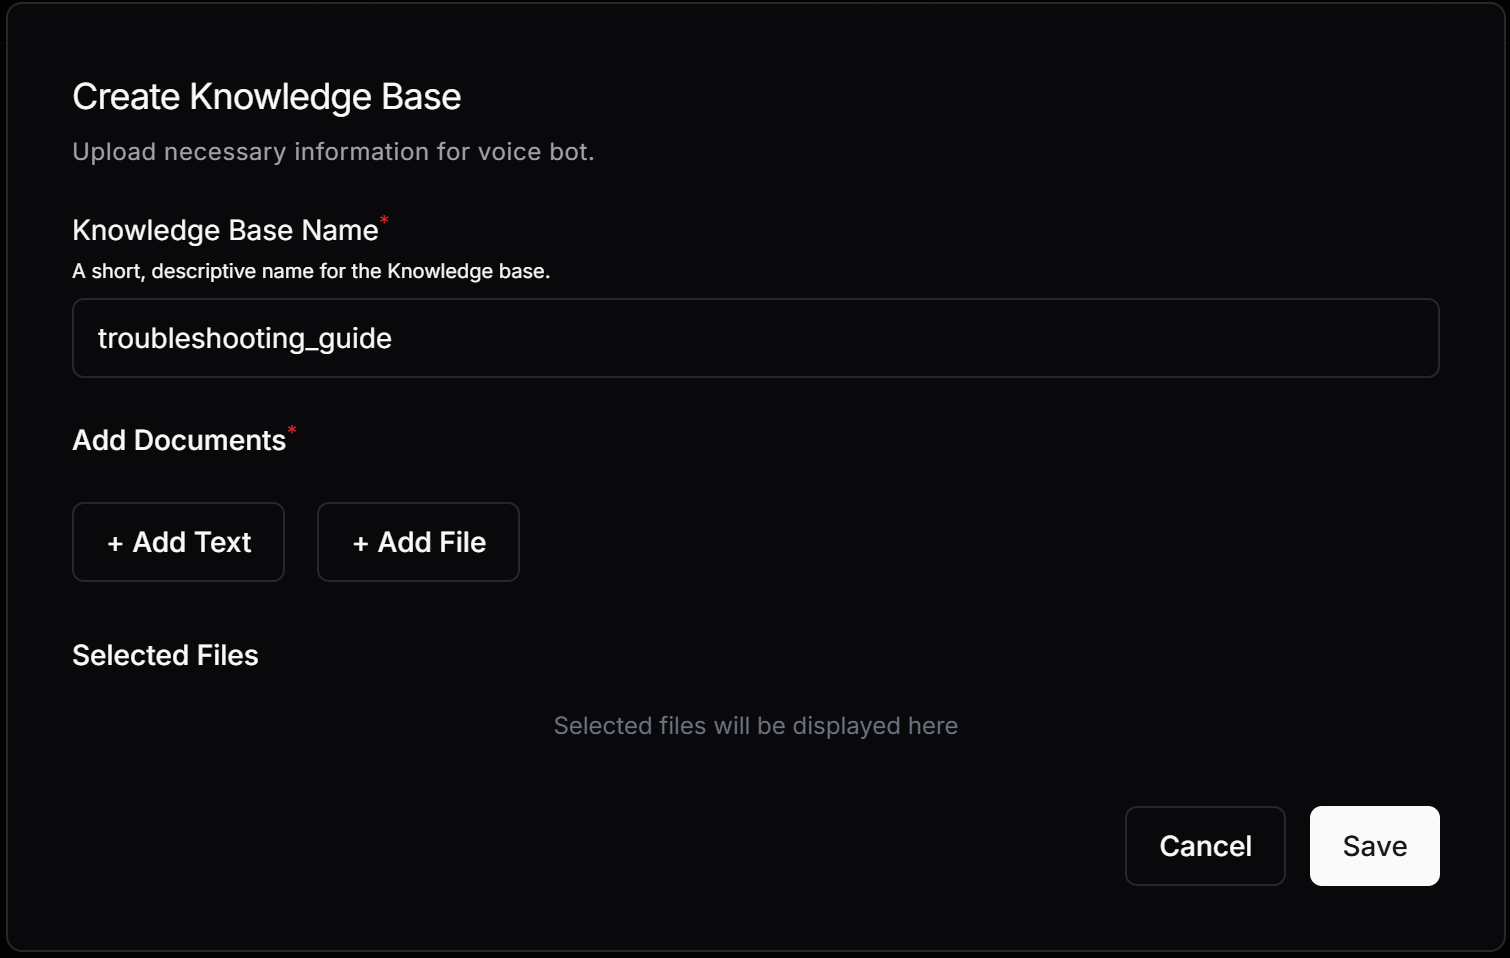 Create Knowledge Base
Upload necessary information for voice bot.
Knowledge Base Name*
A short, descriptive name for the Knowledge base.
troubleshooting_guide
Add Documents*
+ Add Text
+ Add File
Selected Files
Selected files will be displayed here
Cancel
Save